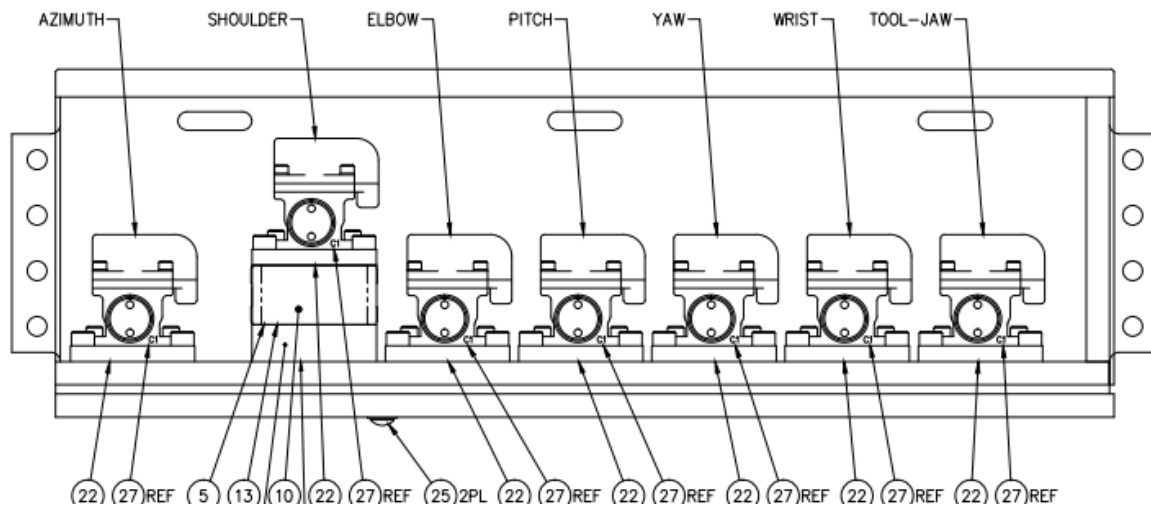 AZIMUTH SHOULDER ELBOW PITCH YAW WRIST TOOL-JAW
C1
C1 C1 C1 C1 C1 C1
22 27 REF 5 13 10 22 27 REF 25 2PL 22 27 REF 22 27 REF 22 27 REF 22 27 REF 22 27 REF